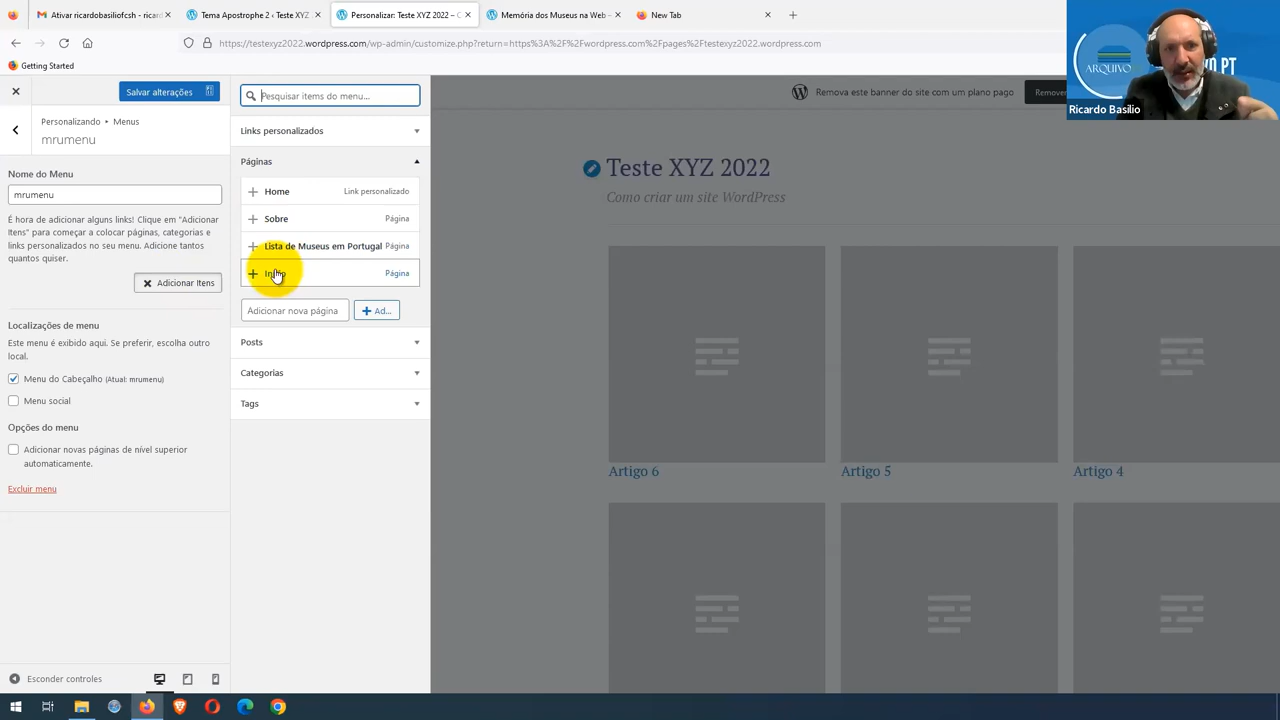 Ativar ricardobasiliofcsh - ricard
Tema Apostrophe 2 ‹ Teste XYZ
Personalizar: Teste XYZ 2022 – C
Memória dos Museus na Web –
New Tab
https://testexyz2022.wordpress.com/wp-admin/customize.php?return=https%3A%2F%2Fwordpress.com%2Fpages%2Ftestexyz2022.wordpress.com
Getting Started
ARQUIVO
O.PT
Ricardo Basílio
Salvar alterações
Personalizando ▸ Menus
mrumenu
Nome do Menu
mrumenu
É hora de adicionar alguns links! Clique em "Adicionar
Itens" para começar a colocar páginas, categorias e
links personalizados no seu menu. Adicione tantos
quantos quiser.
Adicionar Itens
Localizações de menu
Este menu é exibido aqui. Se preferir, escolha outro
local.
Menu do Cabeçalho (Atual: mrumenu)
Menu social
Opções do menu
Adicionar novas páginas de nível superior
automaticamente.
Excluir menu
Esconder controles
Pesquisar items do menu...
Links personalizados
Páginas
Home Link personalizado
Sobre Página
Lista de Museus em Portugal Página
Página
Adicionar nova página
Ad...
Posts
Categorias
Tags
Remova este banner do site com um plano pago
Remover
Teste XYZ 2022
Como criar um site WordPress
Artigo 6
Artigo 5
Artigo 4